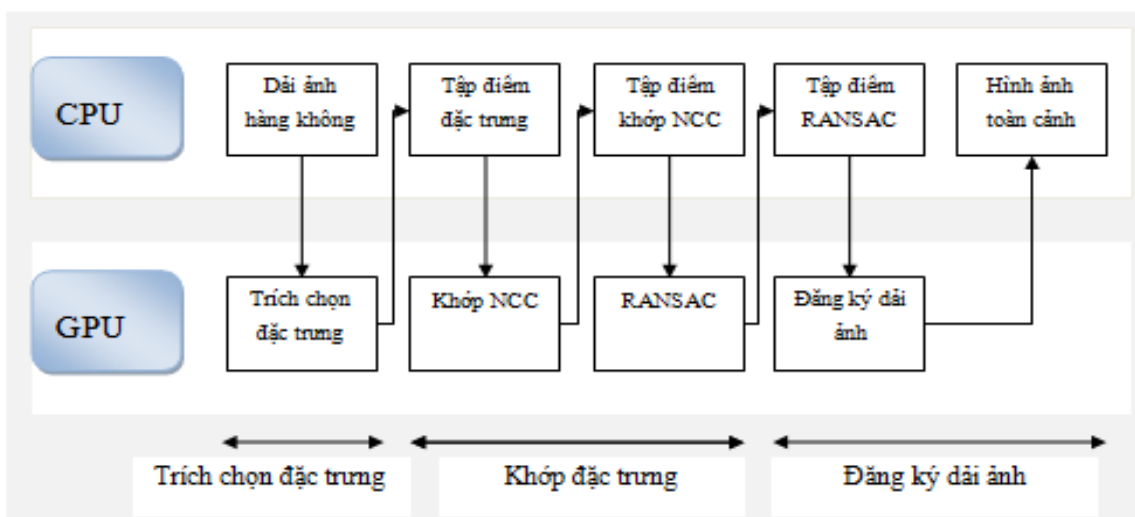 CPU
Dải ảnh
hàng không
Tập điểm
đặc trưng
Tập điểm
khớp NCC
Tập điểm
RANSAC
Hình ảnh
toàn cảnh
GPU
Trích chọn
đặc trưng
Khớp NCC
RANSAC
Đăng ký dải
ảnh
Trích chọn đặc trưng
Khớp đặc trưng
Đăng ký dải ảnh